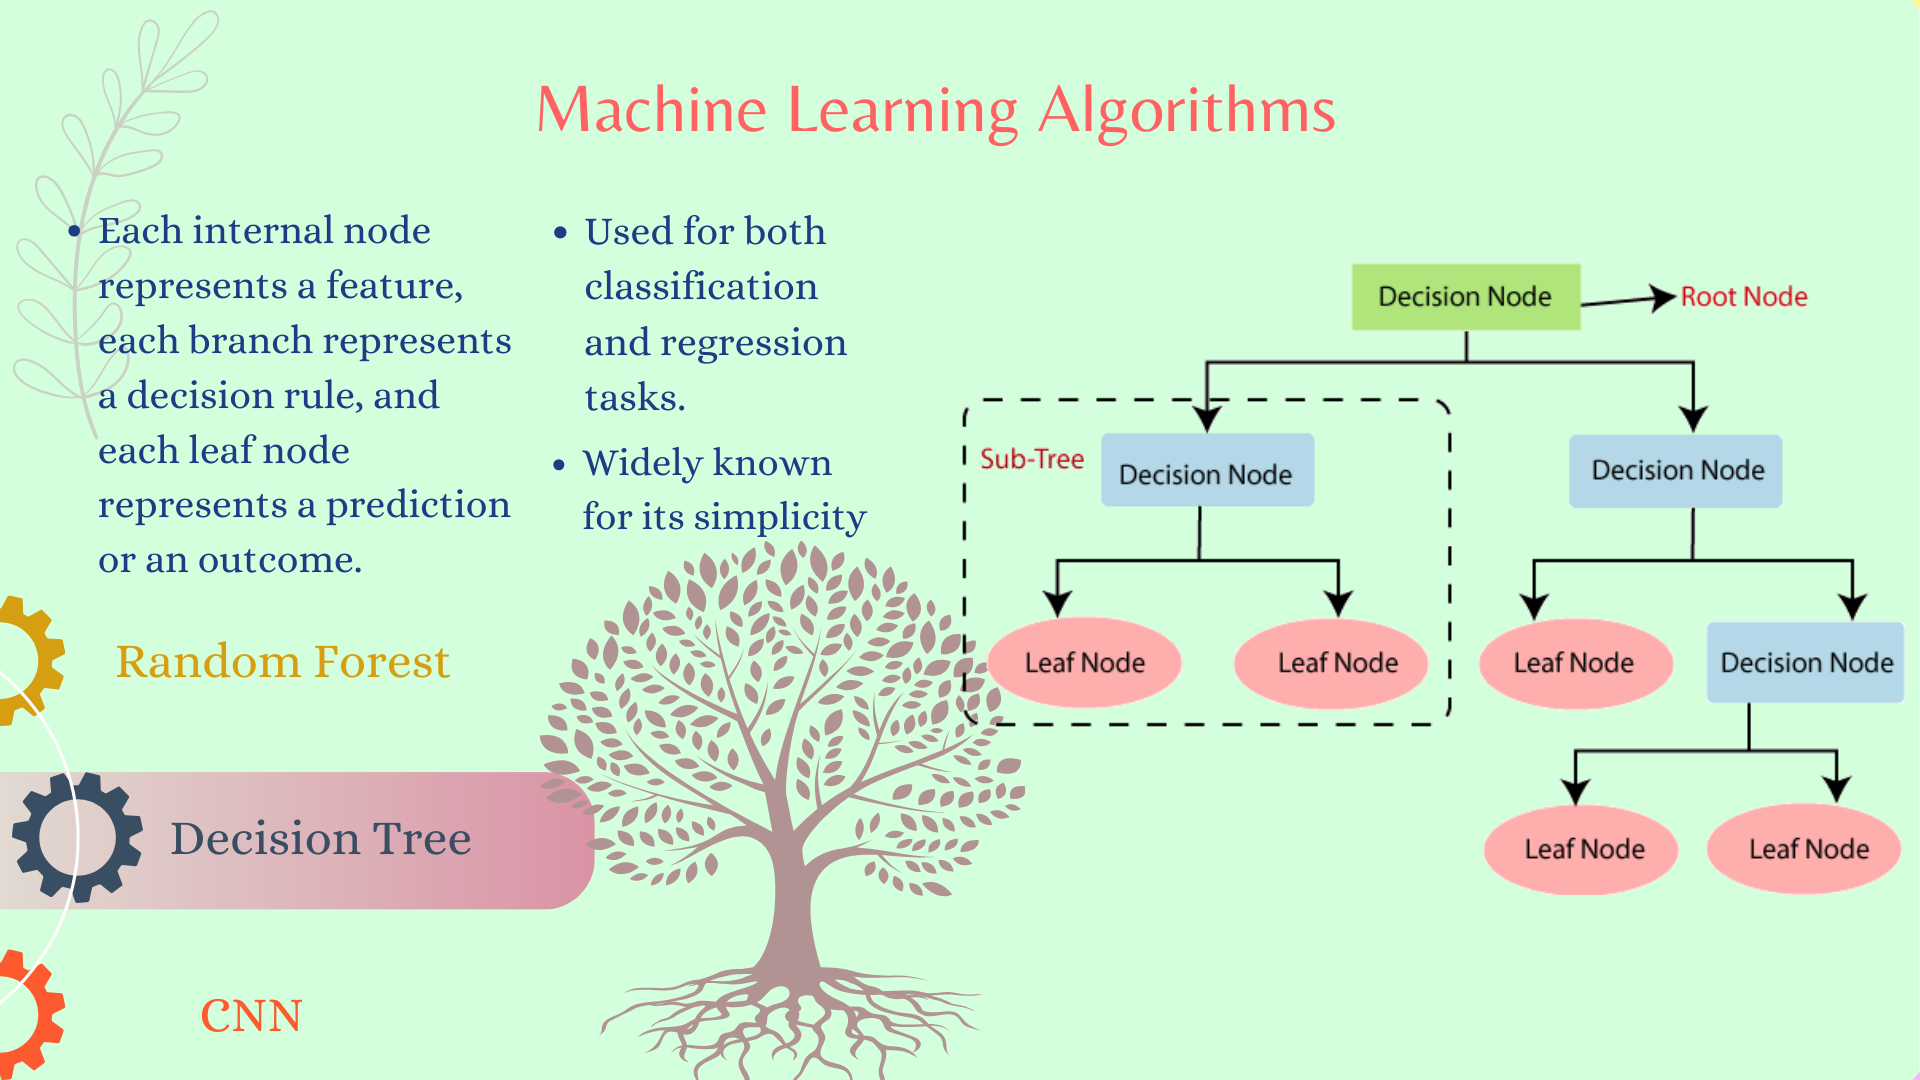 Machine Learning Algorithms
• Each internal node
represents a feature,
each branch represents
a decision rule, and
each leaf node
represents a prediction
or an outcome.
• Used for both
classification
and regression
tasks.
• Widely known
for its simplicity
Decision Node
Root Node
Sub-Tree
Decision Node
Decision Node
Leaf Node
Leaf Node
Leaf Node
Decision Node
Leaf Node
Leaf Node
Random Forest
Decision Tree
CNN